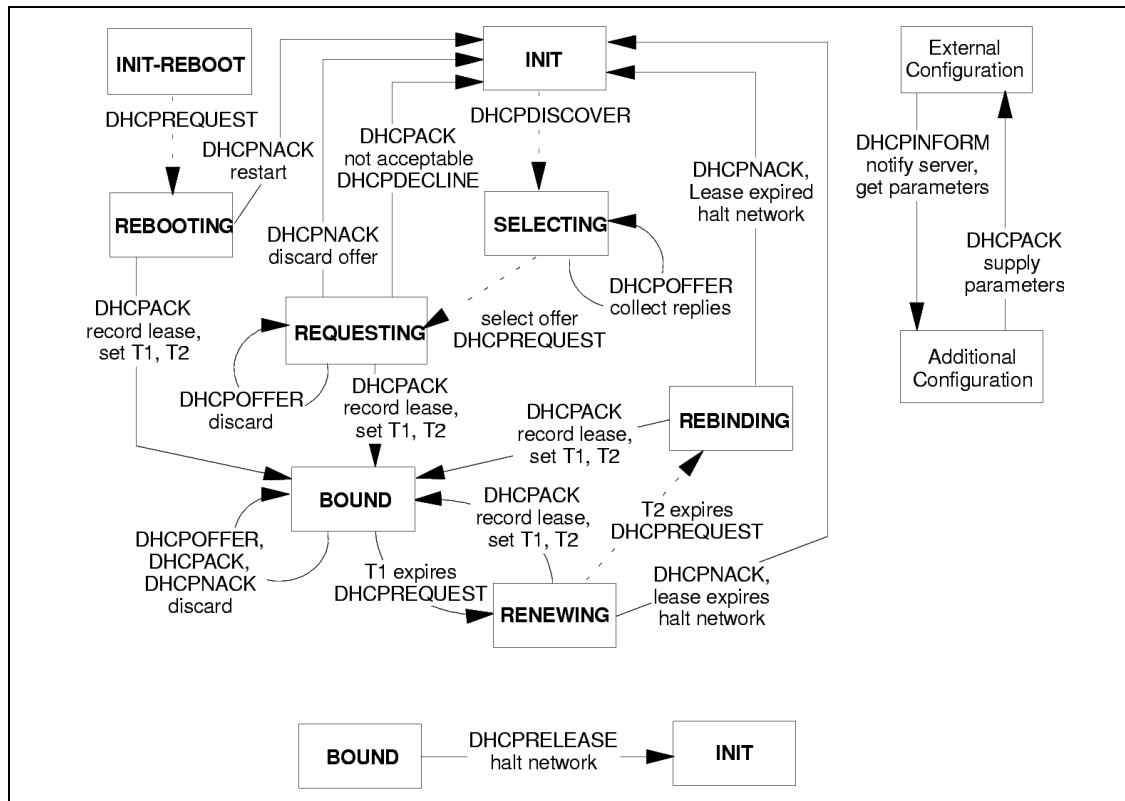 INIT-REBOOT
INIT
External
Configuration
DHCPREQUEST
DHCPNACK
restart
DHCPACK
not acceptable
DHCPDECLINE
DHCPDISCOVER
DHCPNACK,
Lease expired
halt network
DHCPINFORM
notify server,
get parameters
REBOOTING
SELECTING
DHCPNACK
discard offer
DHCPOFFER
collect replies
DHCPACK
supply
parameters
DHCPACK
record lease,
set T1, T2
REQUESTING
select offer
DHCPREQUEST
Additional
Configuration
DHCPOFFER
discard
DHCPACK
record lease,
set T1, T2
DHCPACK
record lease,
set T1, T2
REBINDING
BOUND
DHCPACK
record lease,
set T1, T2
T2 expires
DHCPREQUEST
DHCPOFFER,
DHCPACK,
DHCPNACK
discard
T1 expires
DHCPREQUEST
RENEWING
DHCPNACK,
lease expires
halt network
BOUND
DHCPRELEASE
halt network
INIT